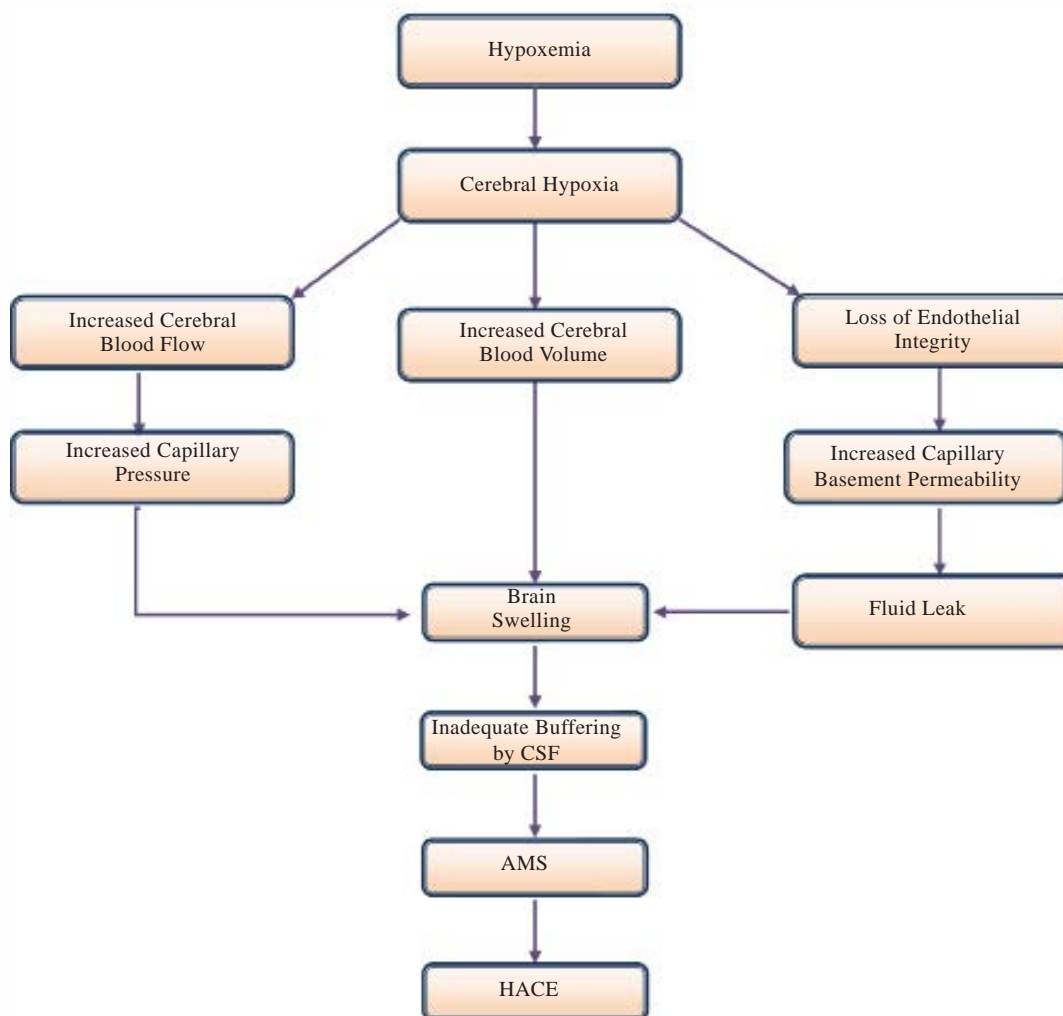 Hypoxemia
Cerebral Hypoxia
Increased Cerebral
Blood Flow
Increased Cerebral
Blood Volume
Loss of Endothelial
Integrity
Increased Capillary
Pressure
Increased Capillary
Basement Permeability
Brain
Swelling
Fluid Leak
Inadequate Buffering
by CSF
AMS
HACE